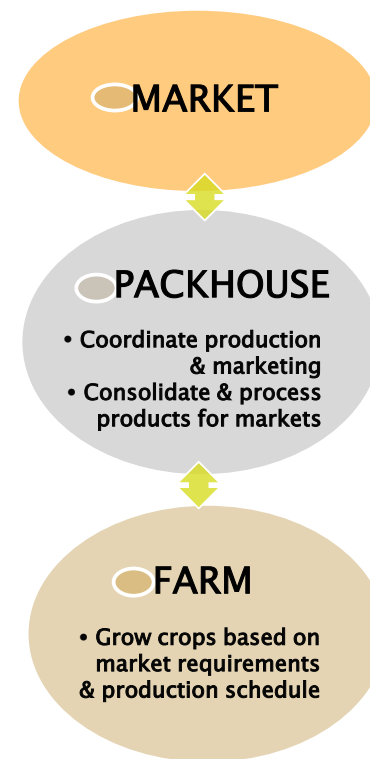 MARKET
PACKHOUSE
• Coordinate production
& marketing
• Consolidate & process
products for markets
FARM
• Grow crops based on
market requirements
& production schedule